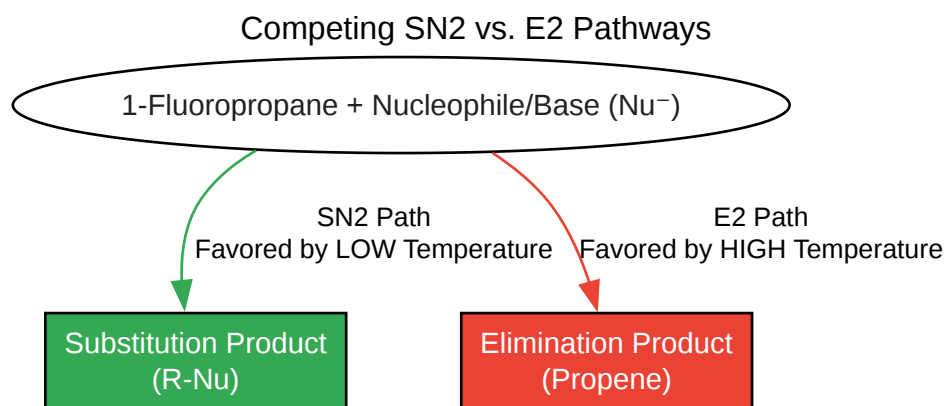 Competing SN2 vs. E2 Pathways
1-Fluoropropane + Nucleophile/Base (Nu⁻)
SN2 Path
Favored by LOW Temperature
E2 Path
Favored by HIGH Temperature
Substitution Product
(R-Nu)
Elimination Product
(Propene)